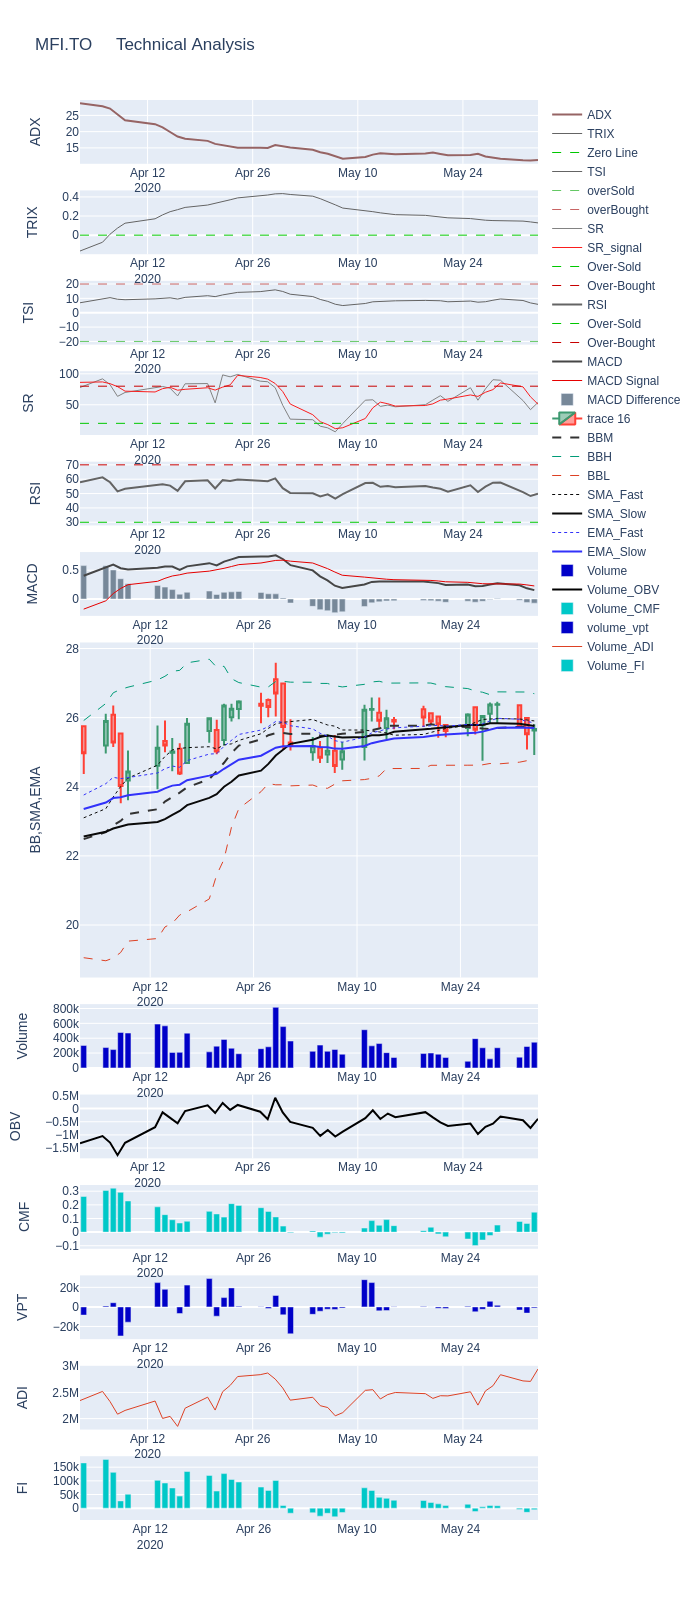 MFI.TO Technical Analysis
ADX
25
20
15
Apr 12
2020
Apr 26
May 10
May 24
TRIX
0.4
0.2
0
Apr 12
2020
Apr 26
May 10
May 24
TSI
20
10
0
−10
−20
Apr 12
2020
Apr 26
May 10
May 24
SR
100
50
Apr 12
2020
Apr 26
May 10
May 24
RSI
70
60
50
40
30
Apr 12
2020
Apr 26
May 10
May 24
MACD
0.5
0
Apr 12
2020
Apr 26
May 10
May 24
BB,SMA,EMA
28
26
24
22
20
Apr 12
2020
Apr 26
May 10
May 24
Volume
800k
600k
400k
200k
0
Apr 12
2020
Apr 26
May 10
May 24
OBV
0.5M
0
−0.5M
−1M
−1.5M
Apr 12
2020
Apr 26
May 10
May 24
CMF
0.3
0.2
0.1
0
−0.1
Apr 12
2020
Apr 26
May 10
May 24
VPT
20k
0
−20k
Apr 12
2020
Apr 26
May 10
May 24
ADI
3M
2.5M
2M
Apr 12
2020
Apr 26
May 10
May 24
FI
150k
100k
50k
0
Apr 12
2020
Apr 26
May 10
May 24
ADX
TRIX
Zero Line
TSI
overSold
overBought
SR
SR_signal
Over-Sold
Over-Bought
RSI
Over-Sold
Over-Bought
MACD
MACD Signal
MACD Difference
trace 16
BBM
BBH
BBL
SMA_Fast
SMA_Slow
EMA_Fast
EMA_Slow
Volume
Volume_OBV
Volume_CMF
volume_vpt
Volume_ADI
Volume_FI